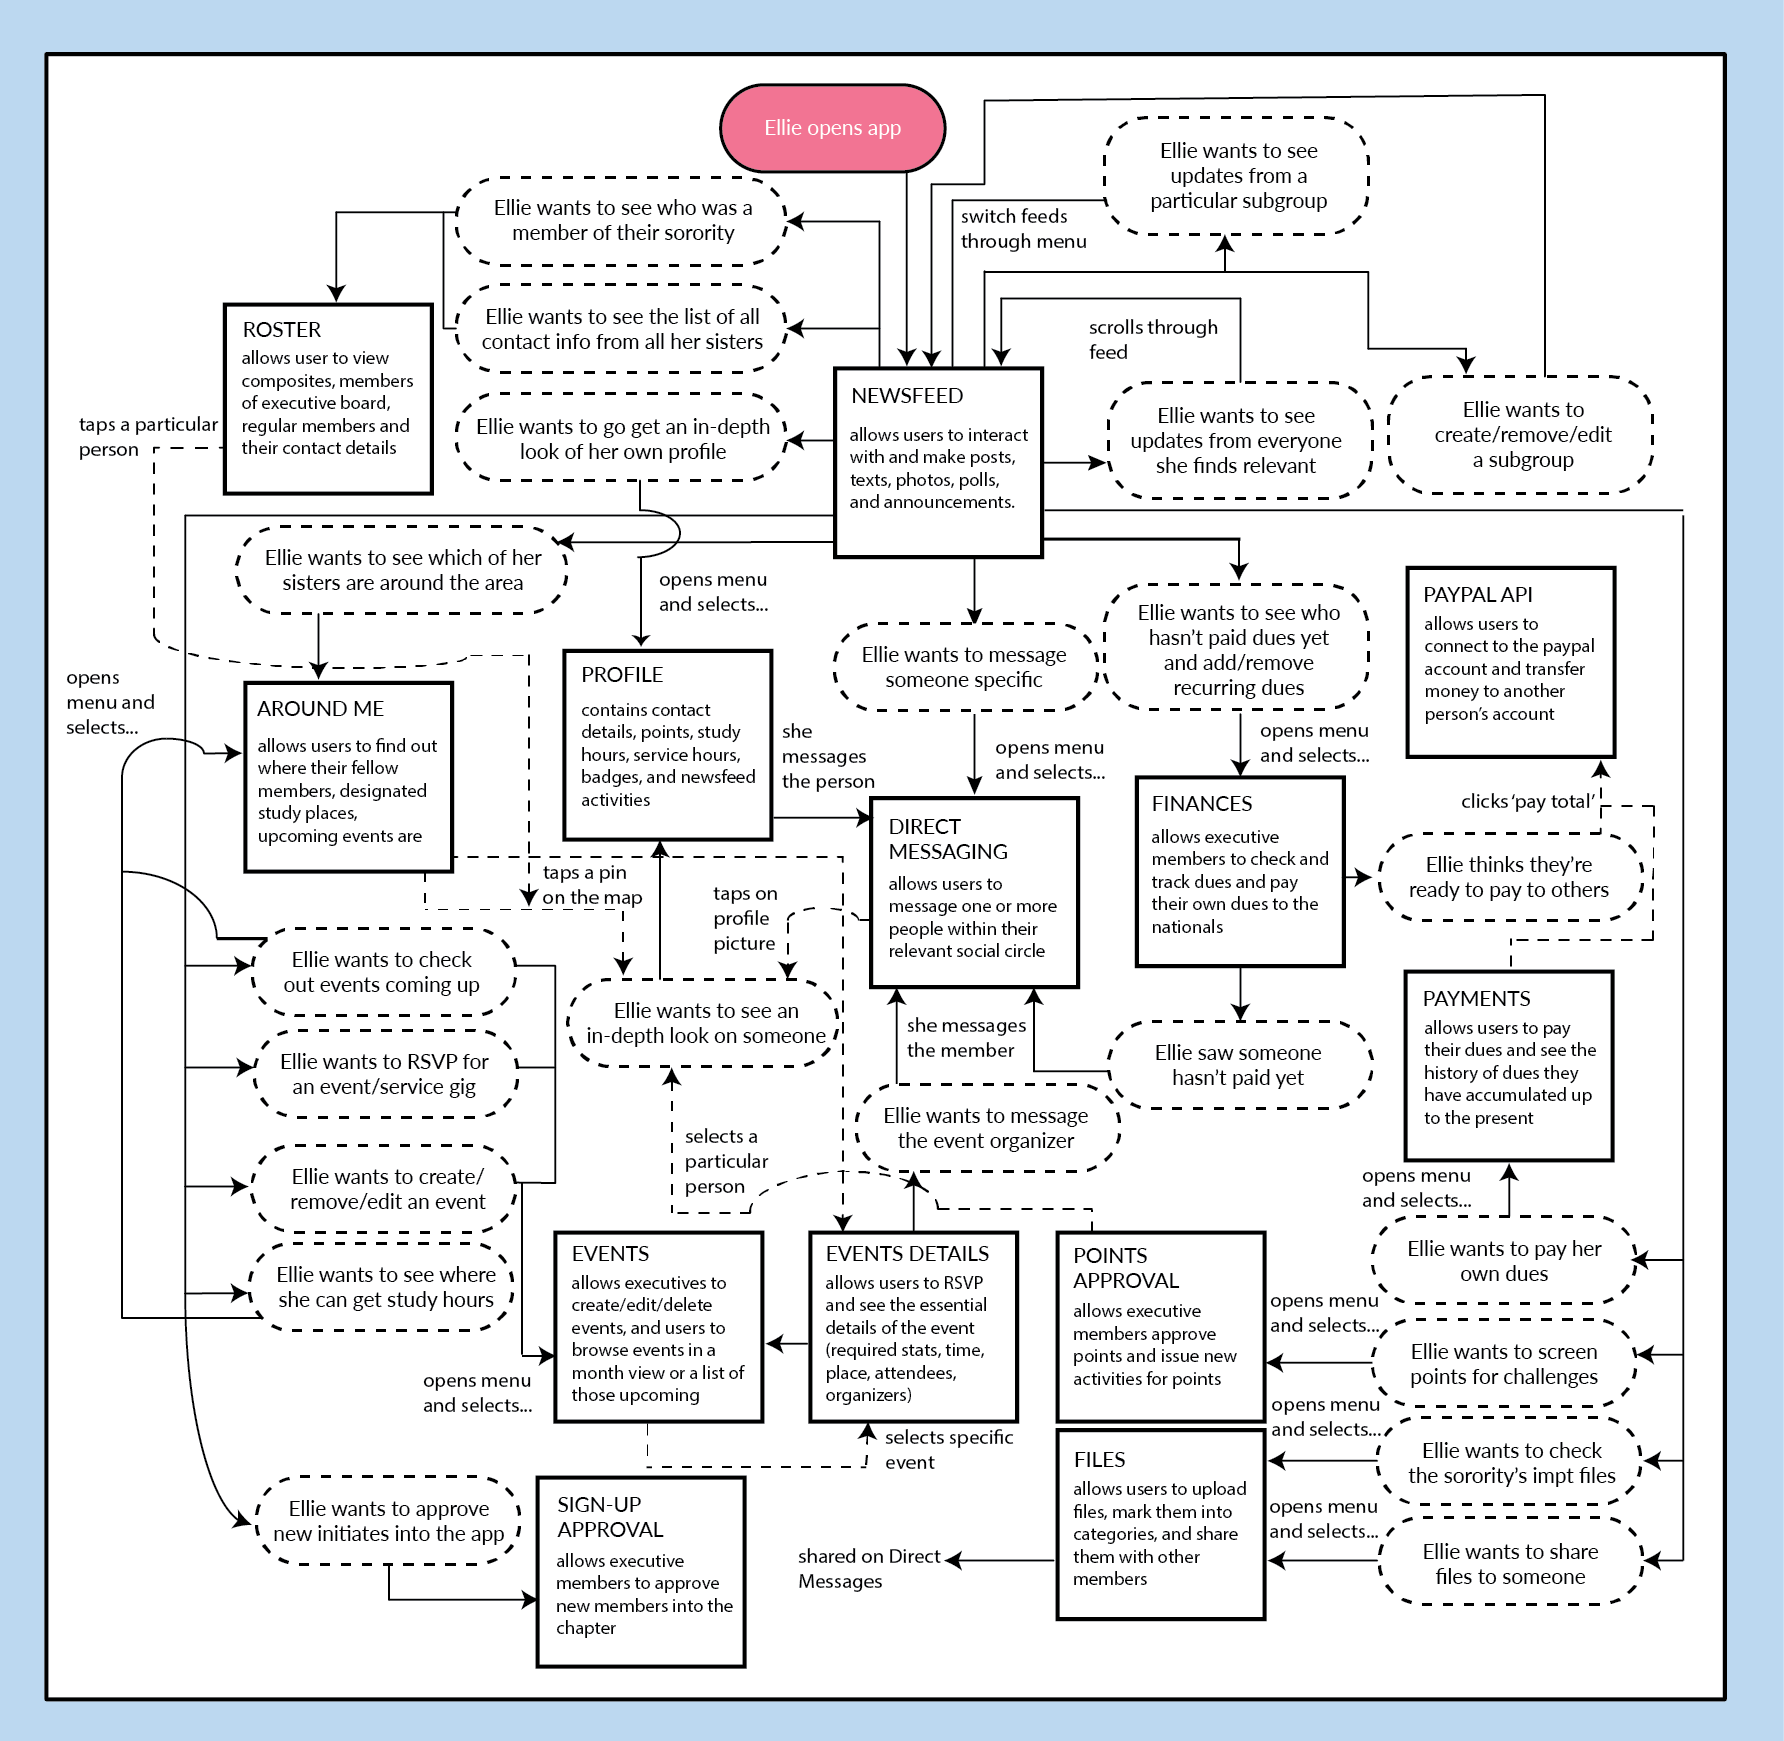 Ellie opens app
Ellie wants to see
updates from a
particular subgroup
Ellie wants to see who was a
member of their sorority
switch feeds
through menu
Ellie wants to see the list of all
contact info from all her sisters
scrolls through
feed
ROSTER
allows user to view
composites, members
of executive board,
regular members and
their contact details
Ellie wants to go get an in-depth
look of her own profile
NEWSFEED
allows users to interact
with and make posts,
texts, photos, polls,
and announcements.
Ellie wants to see
updates from everyone
she finds relevant
Ellie wants to
create/remove/edit
a subgroup
taps a particular
person
Ellie wants to see which of her
sisters are around the area
opens menu
and selects...
Ellie wants to message
someone specific
Ellie wants to see who
hasn't paid dues yet
and add/remove
recurring dues
PAYPAL API
allows users to
connect to the paypal
account and transfer
money to another
person's account
opens
menu and
selects...
AROUND ME
allows users to find out
where their fellow
members, designated
study places,
upcoming events are
PROFILE
contains contact
details, points, study
hours, service hours,
badges, and newsfeed
activities
she
messages
the person
opens menu
and selects...
opens menu
and selects...
DIRECT
MESSAGING
allows users to
message one or more
people within their
relevant social circle
FINANCES
allows executive
members to check and
track dues and pay
their own dues to the
nationals
clicks 'pay total'
Ellie thinks they're
ready to pay to others
taps a pin
on the map
taps on
profile
picture
Ellie wants to check
out events coming up
Ellie wants to see an
in-depth look on someone
she messages
the member
Ellie saw someone
hasn't paid yet
PAYMENTS
allows users to pay
their dues and see the
history of dues they
have accumulated up
to the present
Ellie wants to RSVP for
an event/service gig
Ellie wants to message
the event organizer
selects a
particular
person
Ellie wants to create/
remove/edit an event
opens menu
and selects...
Ellie wants to see where
she can get study hours
EVENTS
allows executives to
create/edit/delete
events, and users to
browse events in a
month view or a list of
those upcoming
EVENTS DETAILS
allows users to RSVP
and see the essential
details of the event
(required stats, time,
place, attendees,
organizers)
POINTS
APPROVAL
allows executive
members approve
points and issue new
activities for points
Ellie wants to pay her
own dues
opens menu
and selects...
Ellie wants to screen
points for challenges
opens menu
and selects...
opens menu
and selects...
selects specific
event
FILES
allows users to upload
files, mark them into
categories, and share
them with other
members
Ellie wants to check
the sorority's impt files
opens menu
and selects...
Ellie wants to share
files to someone
Ellie wants to approve
new initiates into the app
SIGN-UP
APPROVAL
allows executive
members to approve
new members into the
chapter
shared on Direct
Messages